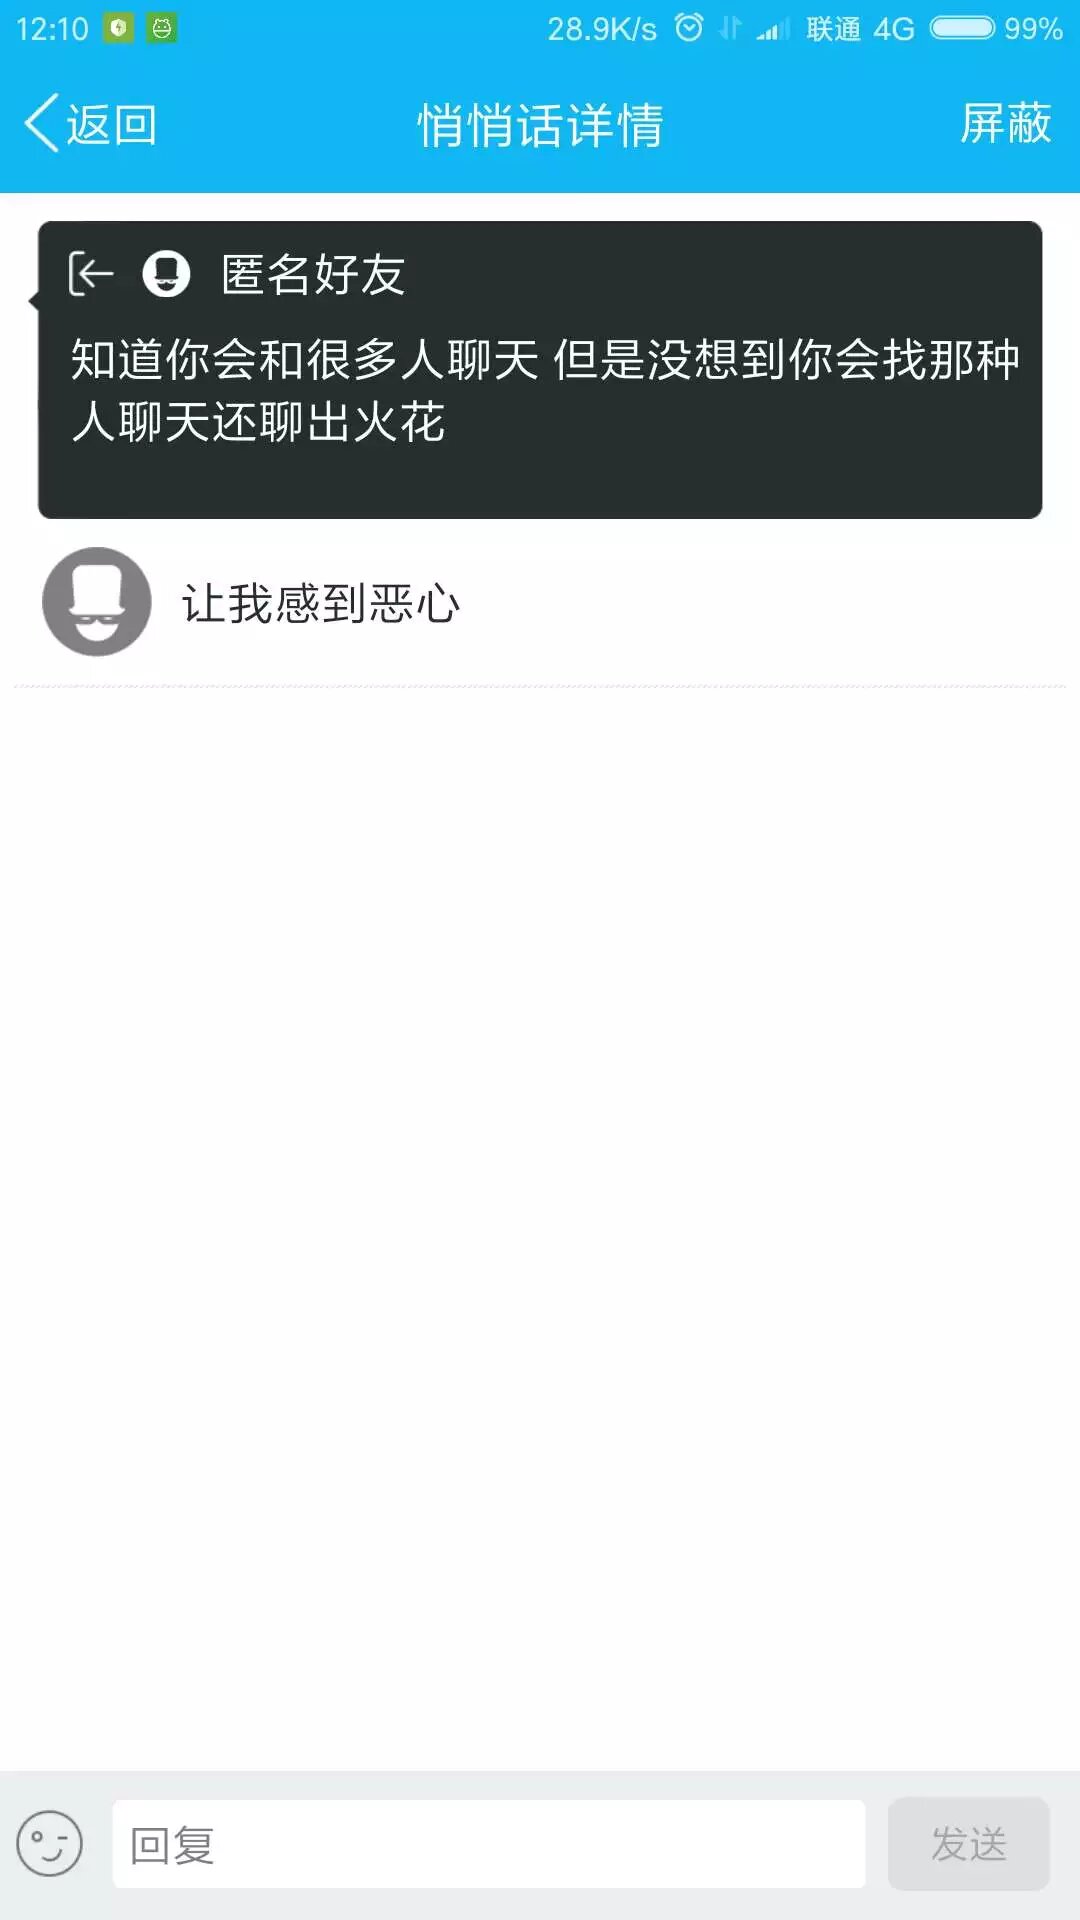 12:10 28.9K/s 联通 4G 99%
返回 悄悄话详情 屏蔽
匿名好友
知道你会和很多人聊天 但是没想到你会找那种
人聊天还聊出火花
让我感到恶心
回复 发送